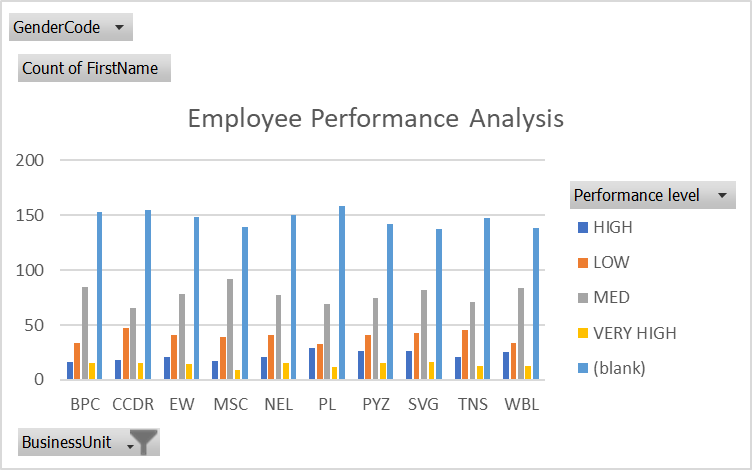 GenderCode
Count of FirstName
Employee Performance Analysis
200
150
100
50
0
BPC CCDR EW MSC NEL PL PYZ SVG TNS WBL
Performance level
HIGH
LOW
MED
VERY HIGH
(blank)
BusinessUnit